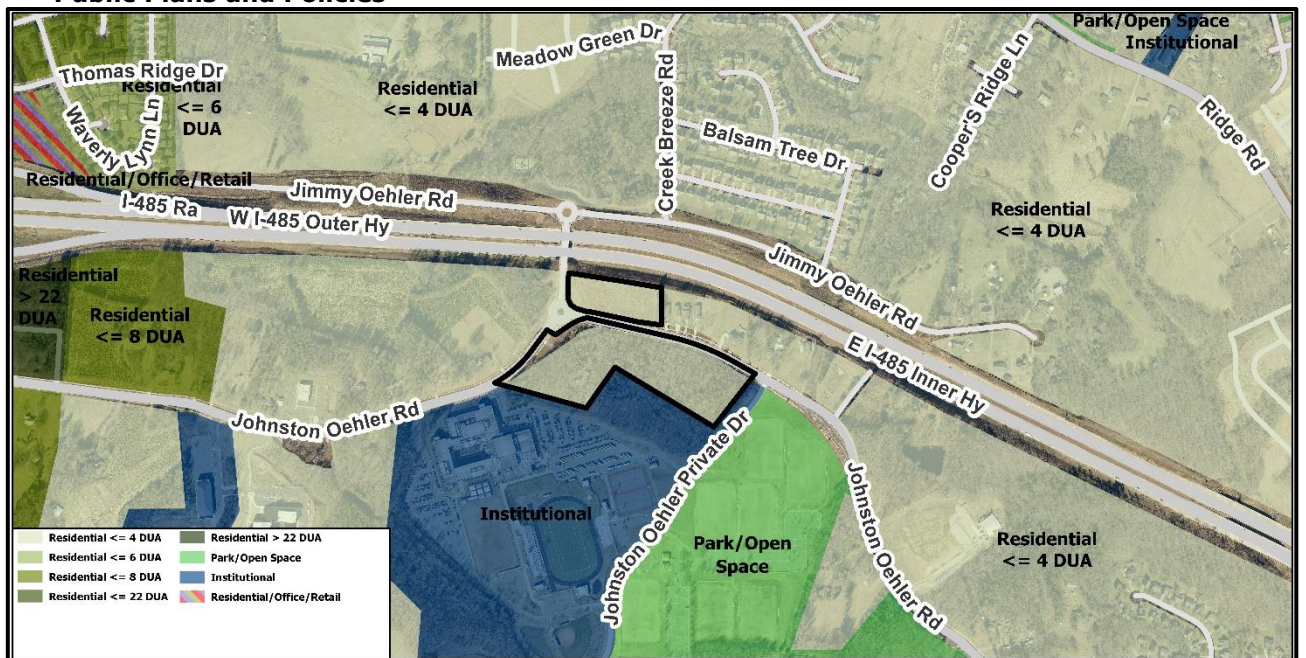 Public Plans and Policies
Park/Open Space
Institutional
Meadow Green Dr
Thomas Ridge Dr
Residential
<= 6
DUA
Residential
<= 4 DUA
Creek Breeze Rd
Cooper'S Ridge Ln
Ridge Rd
Waverly Lynn Ln
Balsam Tree Dr
Residential/Office/Retail
Jimmy Oehler Rd
I-485 Ra
W I-485 Outer Hy
Residential
<= 4 DUA
Jimmy Oehler Rd
Residential
> 22
DUA
Residential
<= 8 DUA
E I-485 Inner Hy
Johnston Oehler Rd
Johnston Oehler Private Dr
Johnston Oehler Rd
Institutional
Park/Open
Space
Residential
<= 4 DUA
Residential <= 4 DUA
Residential <= 6 DUA
Residential <= 8 DUA
Residential <= 22 DUA
Residential > 22 DUA
Park/Open Space
Institutional
Residential/Office/Retail